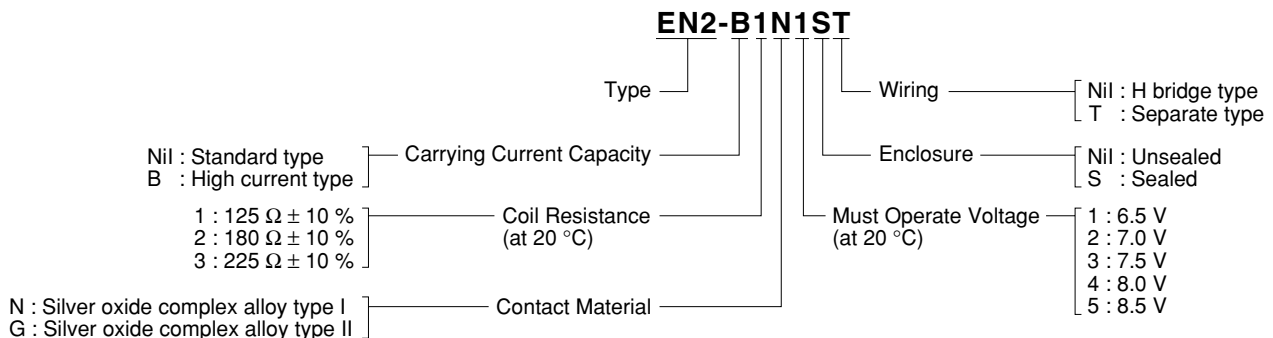 EN2-B1N1ST
Type
Wiring
Nil : H bridge type
T : Separate type
Nil : Standard type
B : High current type
Carrying Current Capacity
Enclosure
Nil : Unsealed
S : Sealed
1 : 125 Ω ± 10 %
2 : 180 Ω ± 10 %
3 : 225 Ω ± 10 %
Coil Resistance
(at 20 °C)
Must Operate Voltage
(at 20 °C)
1 : 6.5 V
2 : 7.0 V
3 : 7.5 V
4 : 8.0 V
5 : 8.5 V
N : Silver oxide complex alloy type I
G : Silver oxide complex alloy type II
Contact Material